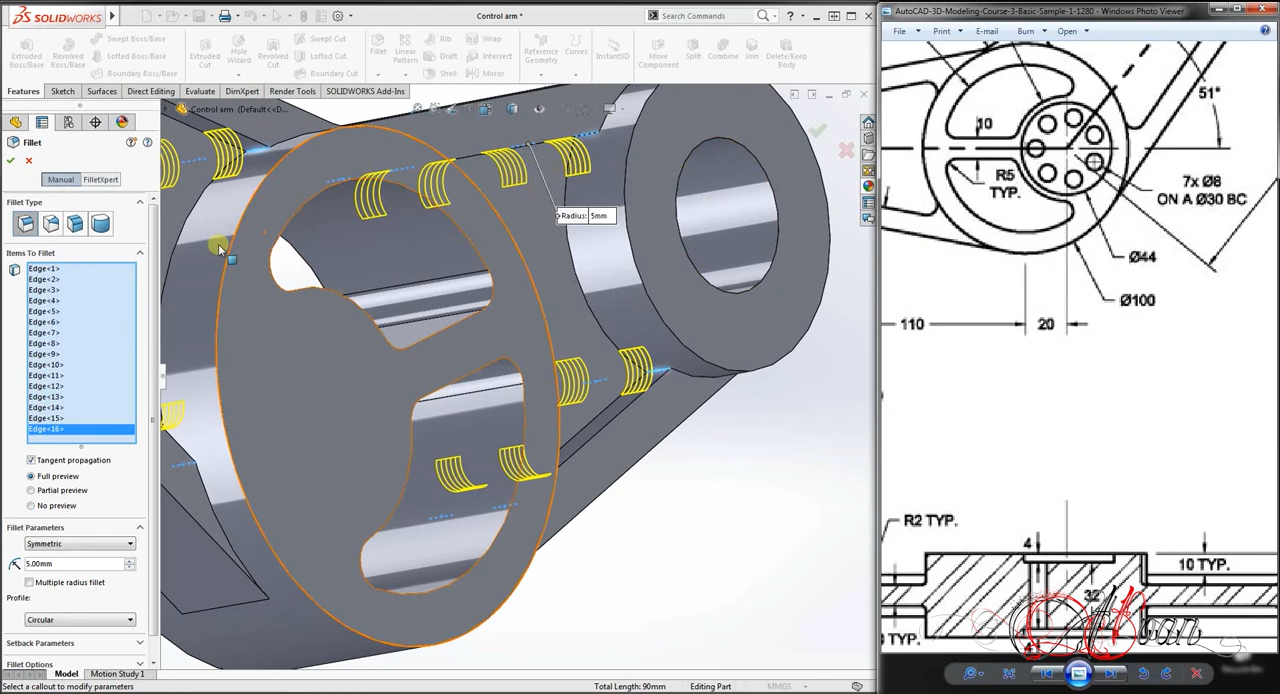 SOLIDWORKS
Control arm *
Search Commands
Extruded Boss/Base
Revolved Boss/Base
Swept Boss/Base
Lofted Boss/Base
Boundary Boss/Base
Extruded Cut
Hole Wizard
Revolved Cut
Swept Cut
Lofted Cut
Boundary Cut
Fillet
Linear Pattern
Rib
Draft
Shell
Wrap
Intersect
Mirror
Reference Geometry
Curves
Instant3D
Move Component
Split
Combine
Join
Delete/Keep Body
Features
Sketch
Surfaces
Direct Editing
Evaluate
DimXpert
Render Tools
SOLIDWORKS Add-Ins
Control arm (Default<<D...
Fillet
Manual
FilletXpert
Fillet Type
Items To Fillet
Edge<1>
Edge<2>
Edge<3>
Edge<4>
Edge<5>
Edge<6>
Edge<7>
Edge<8>
Edge<9>
Edge<10>
Edge<11>
Edge<12>
Edge<13>
Edge<14>
Edge<15>
Edge<16>
Tangent propagation
Full preview
Partial preview
No preview
Fillet Parameters
Symmetric
5.00mm
Multiple radius fillet
Profile:
Circular
Setback Parameters
Fillet Options
Model
Motion Study 1
Select a callout to modify parameters
Total Length: 90mm
Editing Part
MMGS
Radius: 5mm
AutoCAD-3D-Modeling-Course-3-Basic-Sample-1-1280 - Windows Photo Viewer
File
Print
E-mail
Burn
Open
51°
10
R5
TYP.
7x Ø8
ON A Ø30 BC
Ø44
Ø100
110
20
R2 TYP.
4
10 TYP.
32